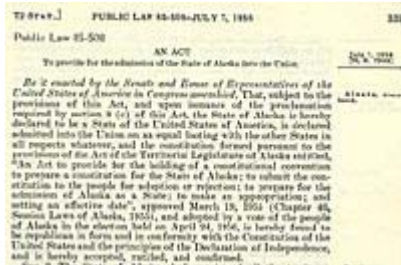 72 STAT.] PUBLIC LAW 85-508-JULY 7, 1958
Public Law 85-508
AN ACT
To provide for the admission of the State of Alaska into the Union.
July 7, 1958
Be it enacted by the Senate and House of Representatives of the
United States of America in Congress assembled, That, subject to the
provisions of this Act, and upon issuance of the proclamation
required by section 8 (c) of this Act, the State of Alaska is hereby
declared to be a State of the United States of America, is declared
admitted into the Union on an equal footing with the other States in
all respects whatever, and the constitution formed pursuant to the
provisions of the Act of the Territorial Legislature of Alaska entitled,
"An Act to provide for the holding of a constitutional convention
to prepare a constitution for the State of Alaska; to submit the con-
stitution to the people for adoption or rejection; to prepare for the
admission of Alaska as a State; to make an appropriation; and
setting an effective date", approved March 19, 1955 (Chapter 46,
Session Laws of Alaska, 1955), and adopted by a vote of the people
of Alaska in the election held on April 24, 1956, is hereby found to
be republican in form and in conformity with the Constitution of the
United States and the principles of the Declaration of Independence,
and is hereby accepted, ratified, and confirmed.
Alaska,